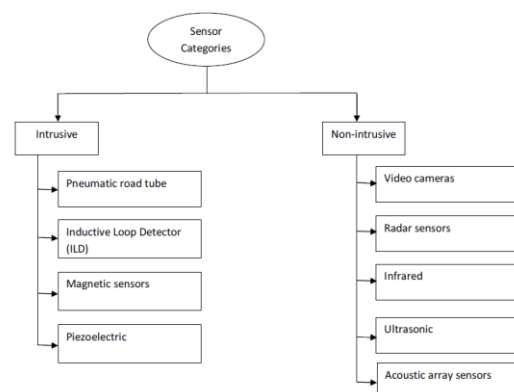 Sensor
Categories
Intrusive
Non-intrusive
Pneumatic road tube
Inductive Loop Detector
(ILD)
Magnetic sensors
Piezoelectric
Video cameras
Radar sensors
Infrared
Ultrasonic
Acoustic array sensors